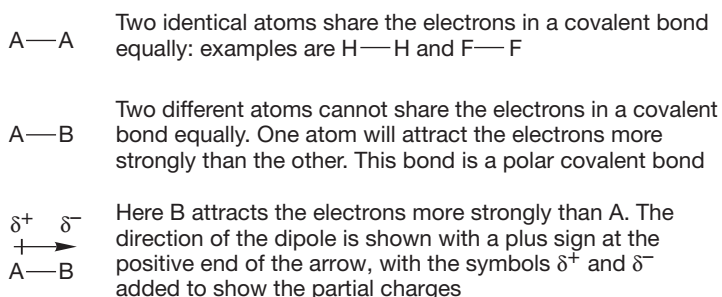 A—A
Two identical atoms share the electrons in a covalent bond
equally: examples are H—H and F—F
A—B
Two different atoms cannot share the electrons in a covalent
bond equally. One atom will attract the electrons more
strongly than the other. This bond is a polar covalent bond
δ+ δ−
A—B
Here B attracts the electrons more strongly than A. The
direction of the dipole is shown with a plus sign at the
positive end of the arrow, with the symbols δ+ and δ−
added to show the partial charges